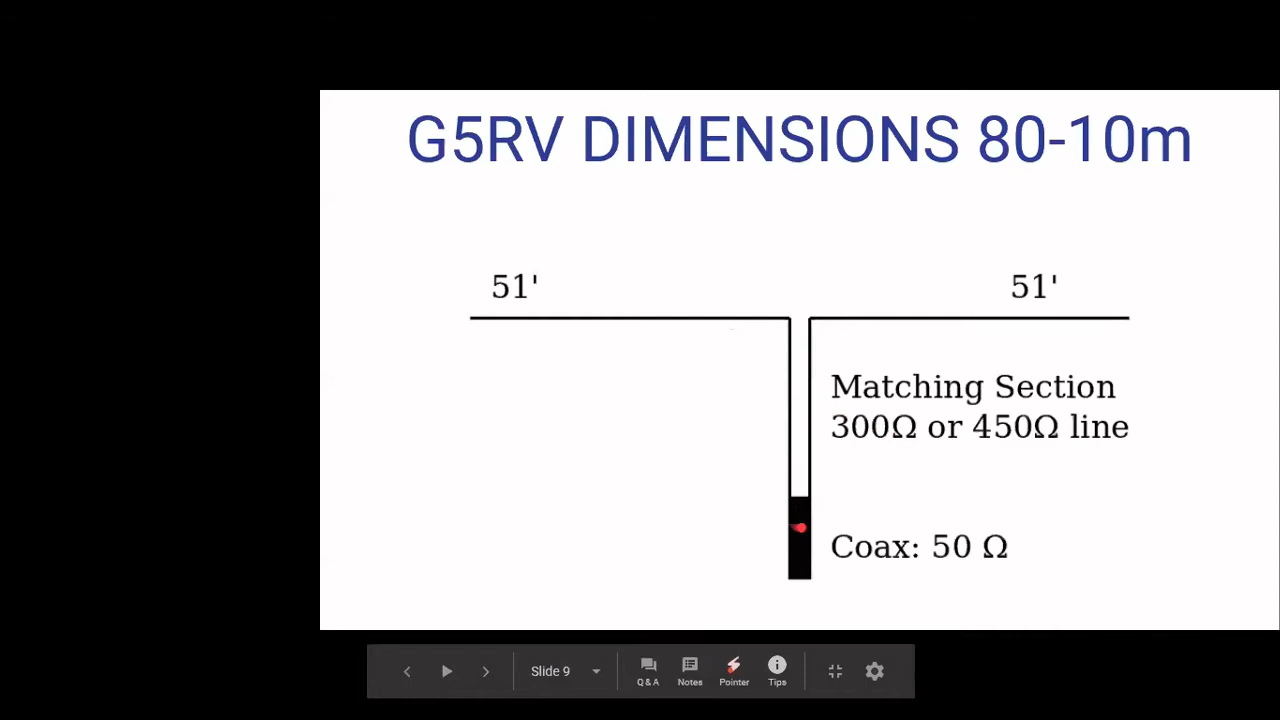 G5RV DIMENSIONS 80-10m
51' 51'
Matching Section
300Ω or 450Ω line
Coax: 50 Ω
Slide 9
Q & A Notes Pointer Tips